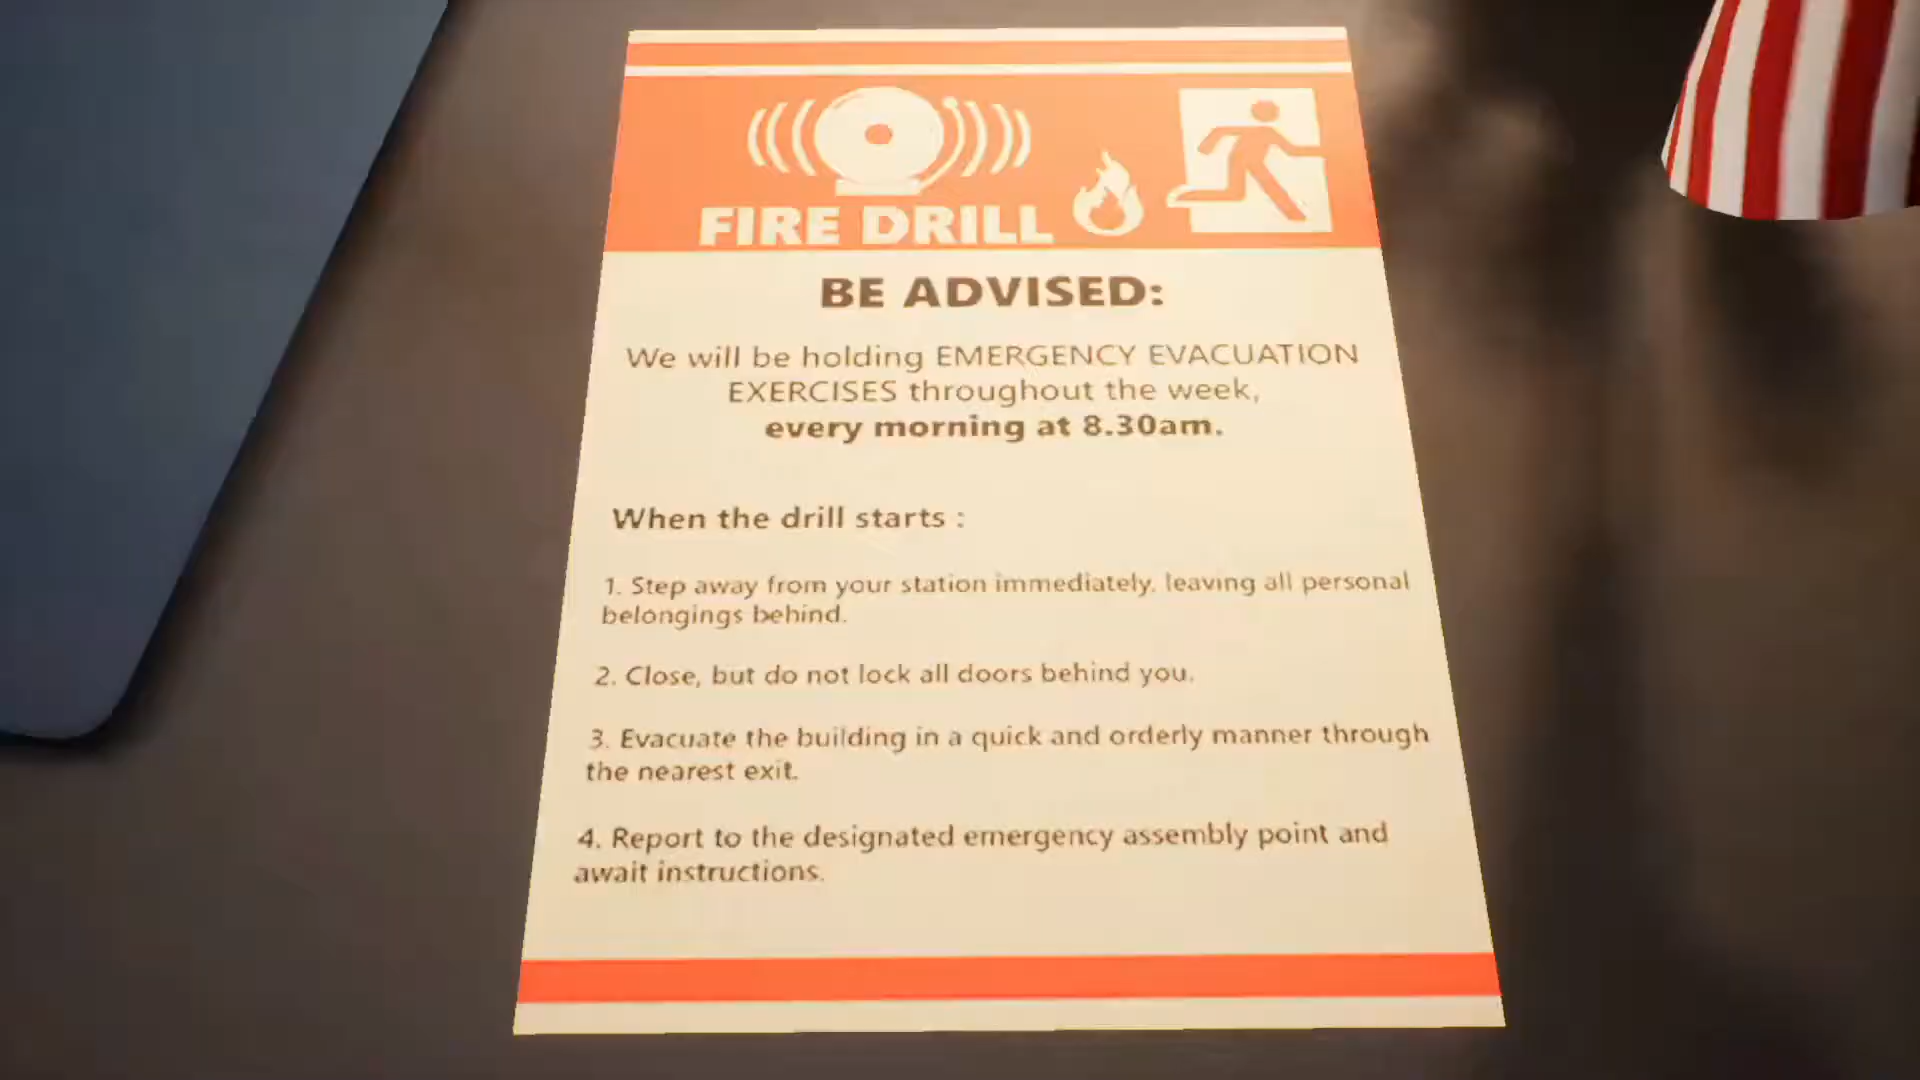 FIRE DRILL
BE ADVISED:
We will be holding EMERGENCY EVACUATION
EXERCISES throughout the week,
every morning at 8.30am.
When the drill starts :
1. Step away from your station immediately, leaving all personal
belongings behind.
2. Close, but do not lock all doors behind you.
3. Evacuate the building in a quick and orderly manner through
the nearest exit.
4. Report to the designated emergency assembly point and
await instructions.